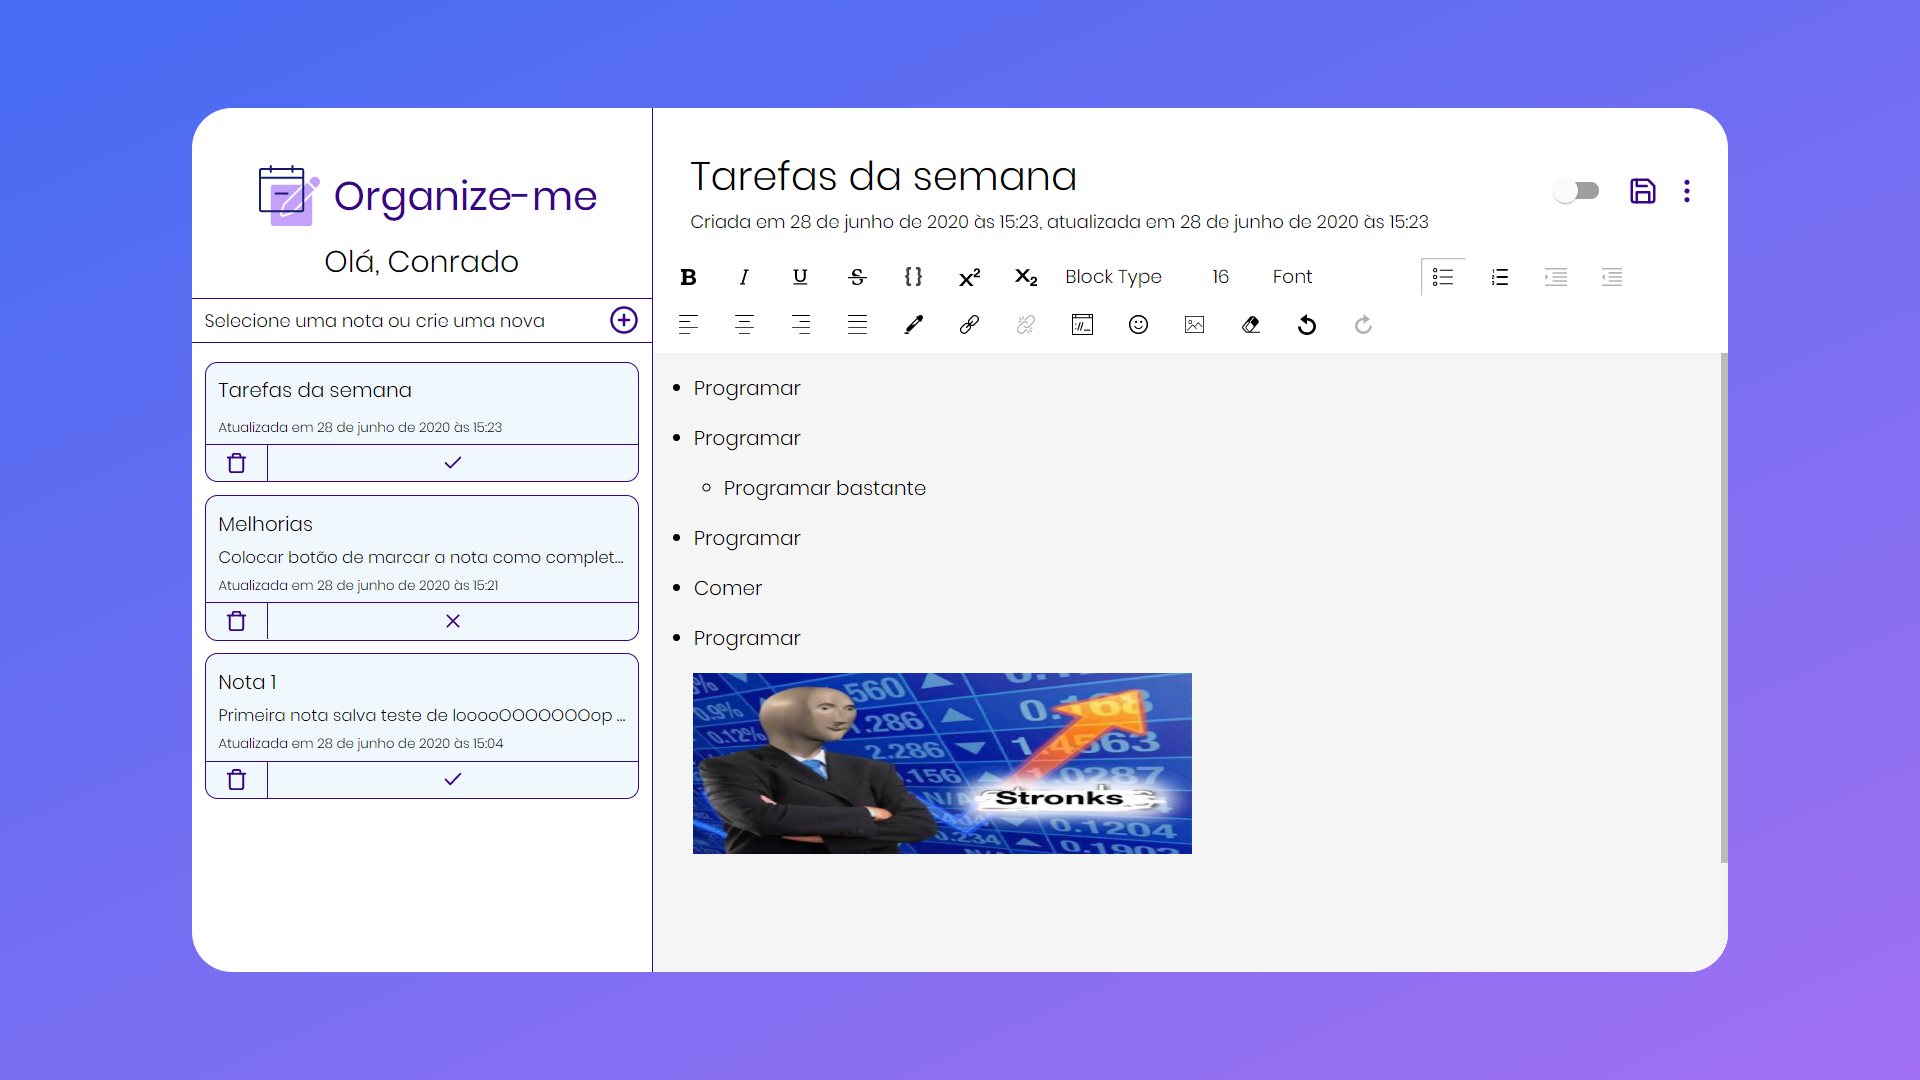 Organize-me
Olá, Conrado
Selecione uma nota ou crie uma nova
Tarefas da semana
Atualizada em 28 de junho de 2020 às 15:23
Melhorias
Colocar botão de marcar a nota como complet...
Atualizada em 28 de junho de 2020 às 15:21
Nota 1
Primeira nota salva teste de looooOOOOOOOop ...
Atualizada em 28 de junho de 2020 às 15:04
Tarefas da semana
Criada em 28 de junho de 2020 às 15:23, atualizada em 28 de junho de 2020 às 15:23
B I U S {} x² X₂ Block Type 16 Font
Programar
Programar
Programar bastante
Programar
Comer
Programar
560
0.168
0.9%
.286
0.12%
1.4563
2.286
.156
1.0287
N/A
Stronks
0.234
0.1204
0.1902